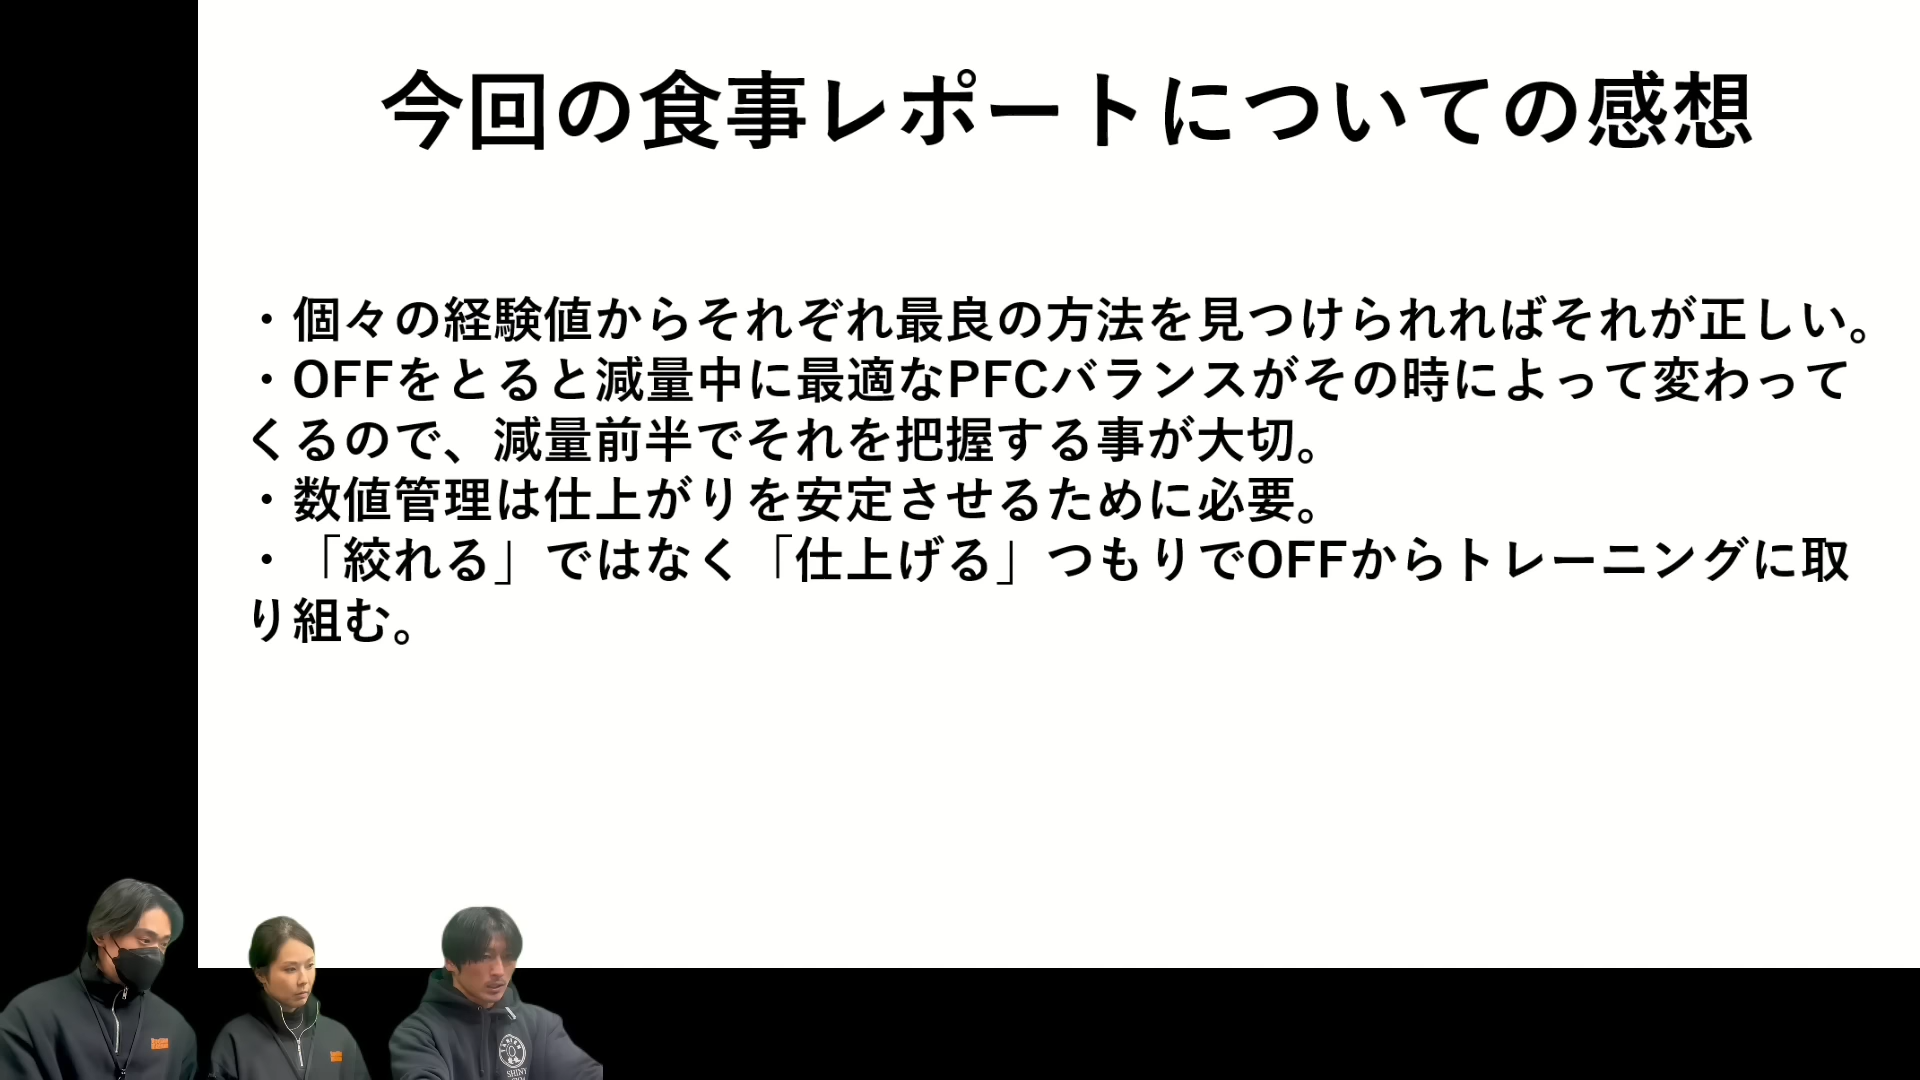 今回の食事レポートについての感想
・個々の経験値からそれぞれ最良の方法を見つけられればそれが正しい。
・OFFをとると減量中に最適なPFCバランスがその時によって変わって
くるので、減量前半でそれを把握する事が大切。
・数値管理は仕上がりを安定させるために必要。
・「絞れる」ではなく「仕上げる」つもりでOFFからトレーニングに取
り組む。